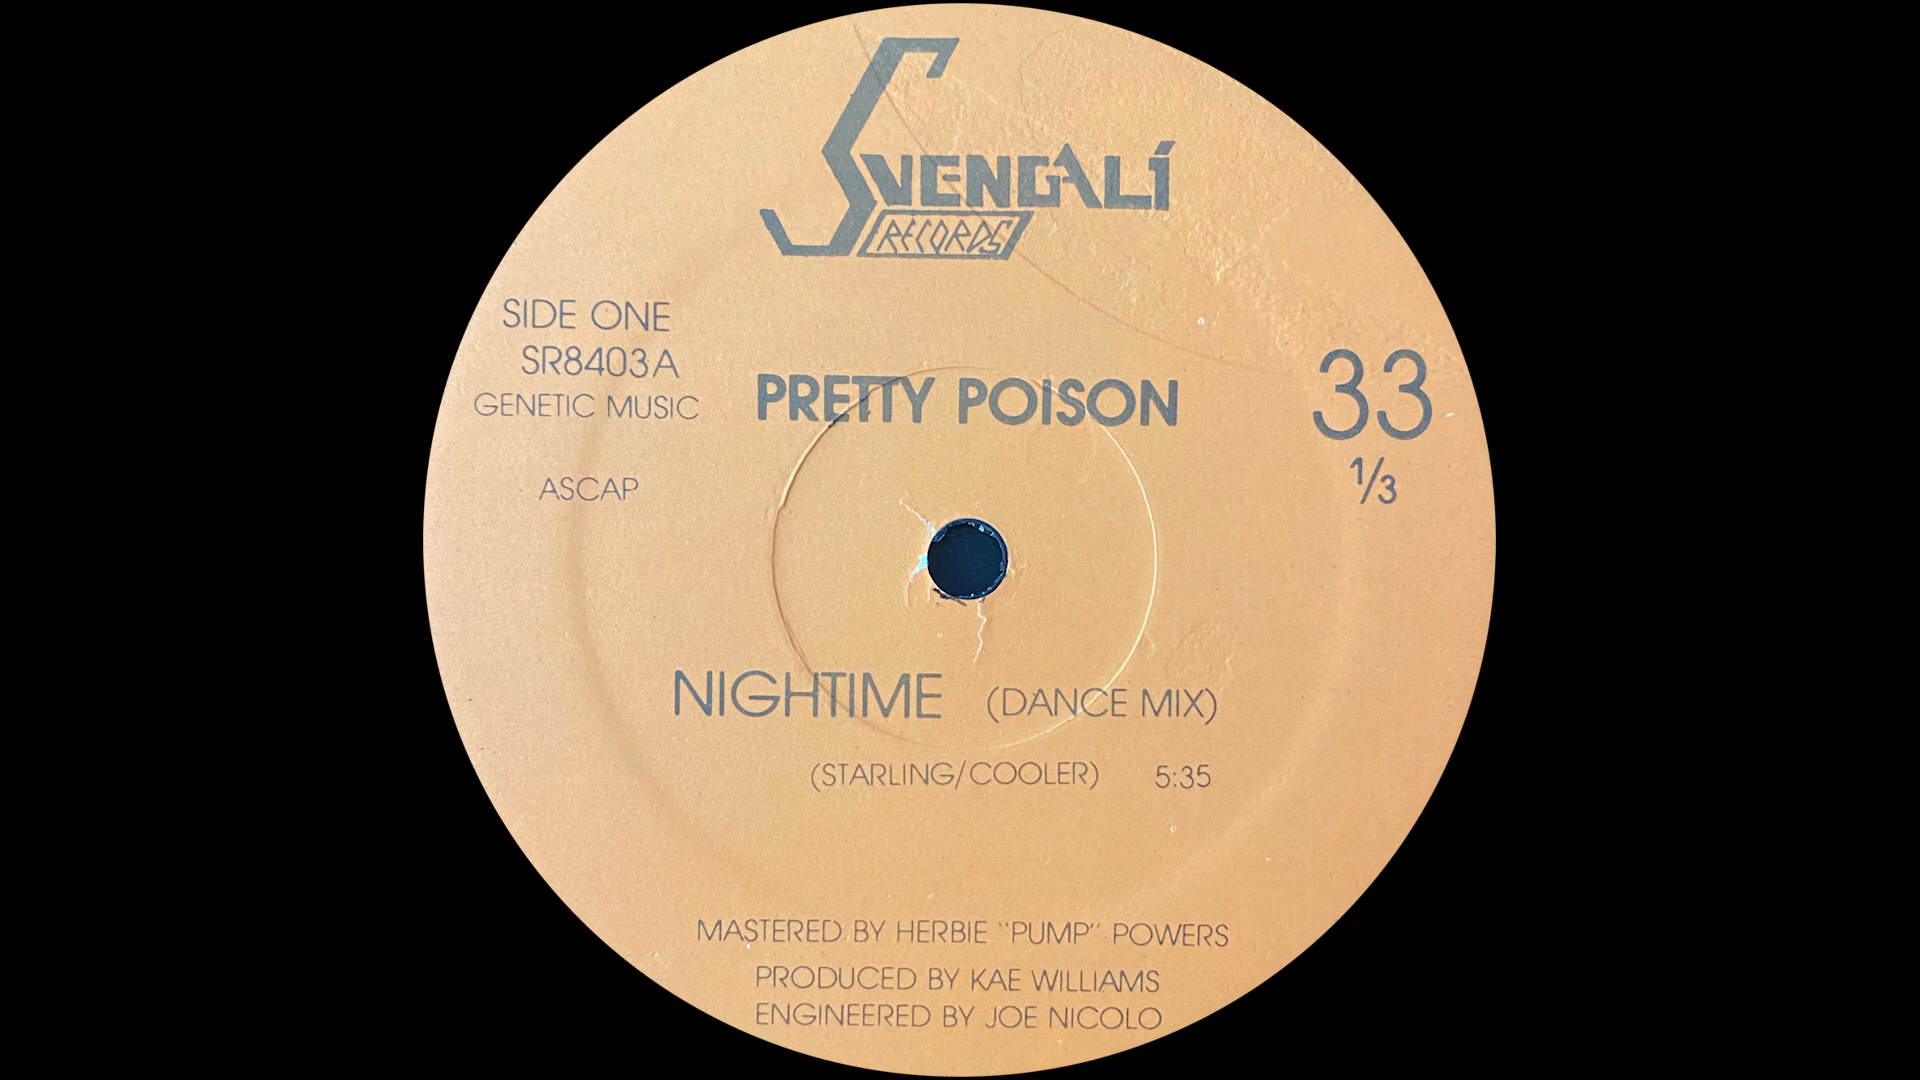 SVENGALI
RECORDS
SIDE ONE
SR8403A
GENETIC MUSIC
ASCAP
PRETTY POISON
33
1/3
NIGHTIME (DANCE MIX)
(STARLING/COOLER) 5:35
MASTERED BY HERBIE "PUMP" POWERS
PRODUCED BY KAE WILLIAMS
ENGINEERED BY JOE NICOLO